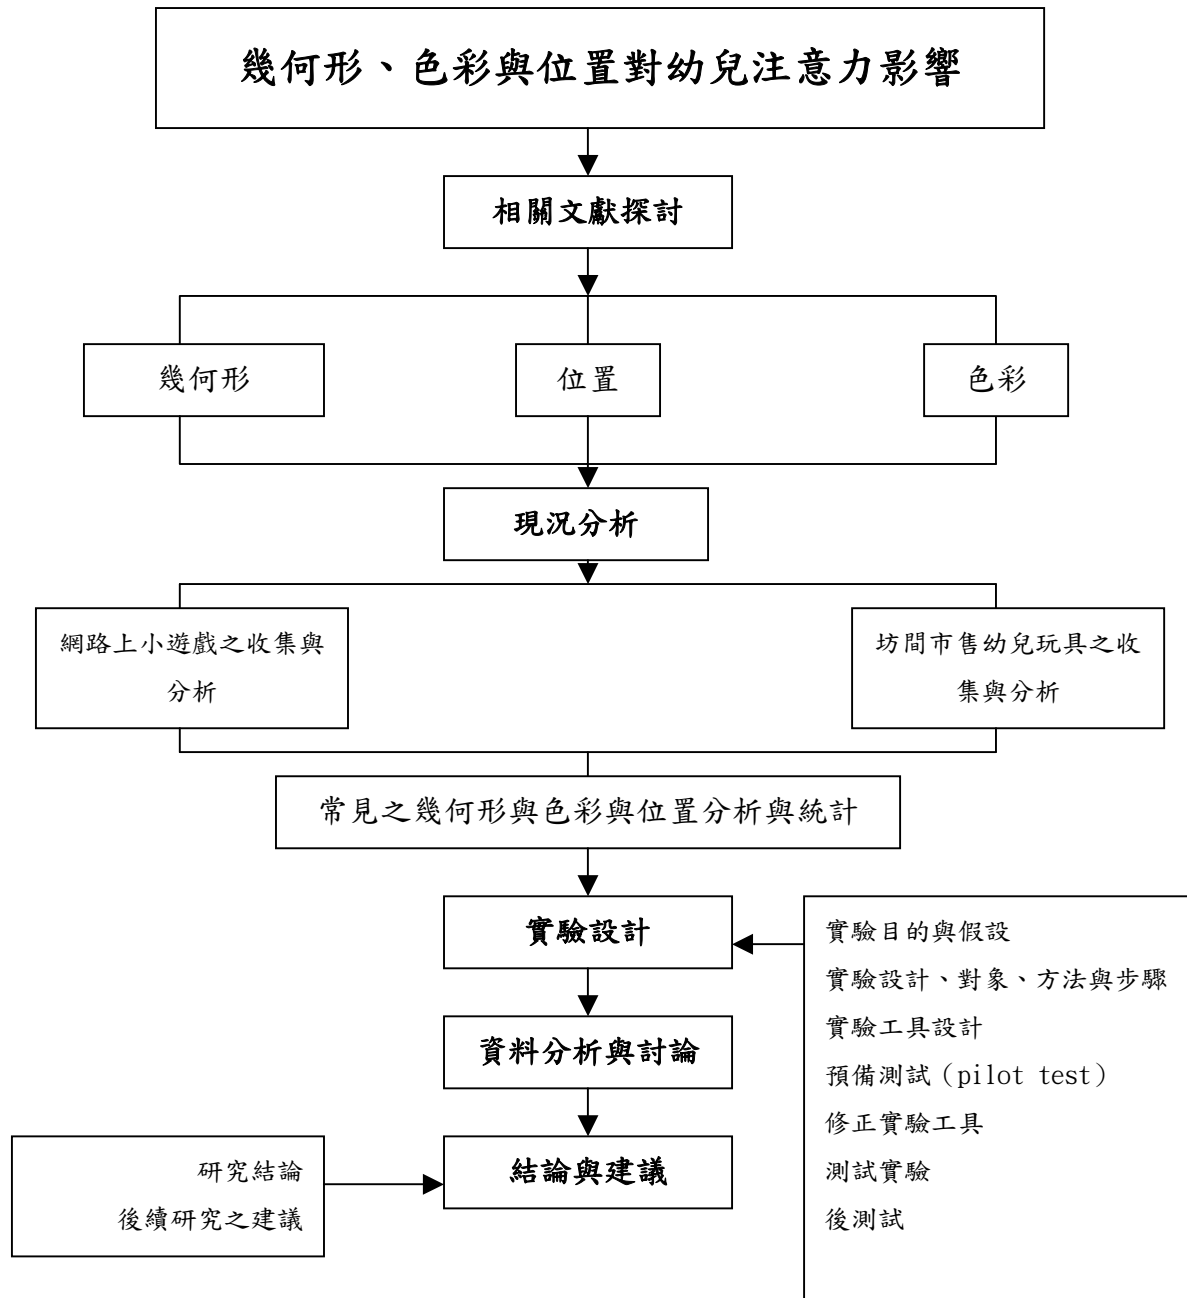 幾何形、色彩與位置對幼兒注意力影響
相關文獻探討
幾何形
位置
色彩
現況分析
網路上小遊戲之收集與
分析
坊間市售幼兒玩具之收
集與分析
常見之幾何形與色彩與位置分析與統計
實驗設計
實驗目的與假設
實驗設計、對象、方法與步驟
實驗工具設計
預備測試（pilot test）
修正實驗工具
測試實驗
後測試
資料分析與討論
結論與建議
研究結論
後續研究之建議